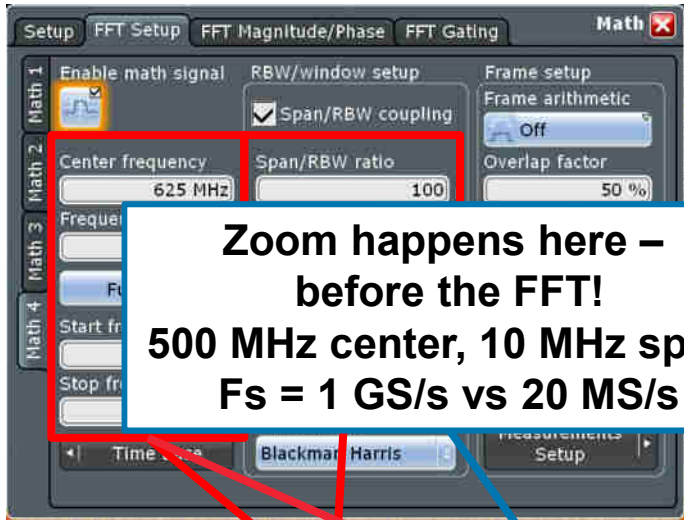 Setup FFT Setup FFT Magnitude/Phase FFT Gating Math
Math 1
Math 2
Math 3
Math 4
Enable math signal RBW/window setup Frame setup
Span/RBW coupling
Frame arithmetic
Off
Center frequency Span/RBW ratio Overlap factor
625 MHz 100 50 %
Zoom happens here –
before the FFT!
500 MHz center, 10 MHz sp
Fs = 1 GS/s vs 20 MS/s
Start fr
Stop fr
Time Blackman Harris Setup